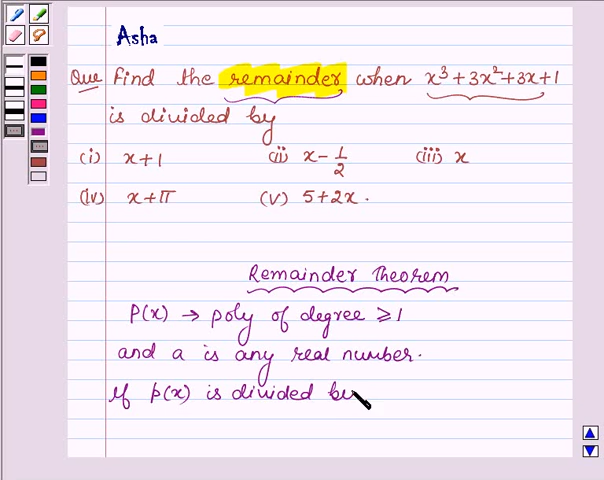 Asha
Que Find the remainder when x³+3x²+3x+1
is divided by
(i) x+1 (ii) x-1/2 (iii) x
(iv) x+π (v) 5+2x.
Remainder Theorem
P(x) → poly of degree ⩾1
and a is any real number.
If p(x) is divided by